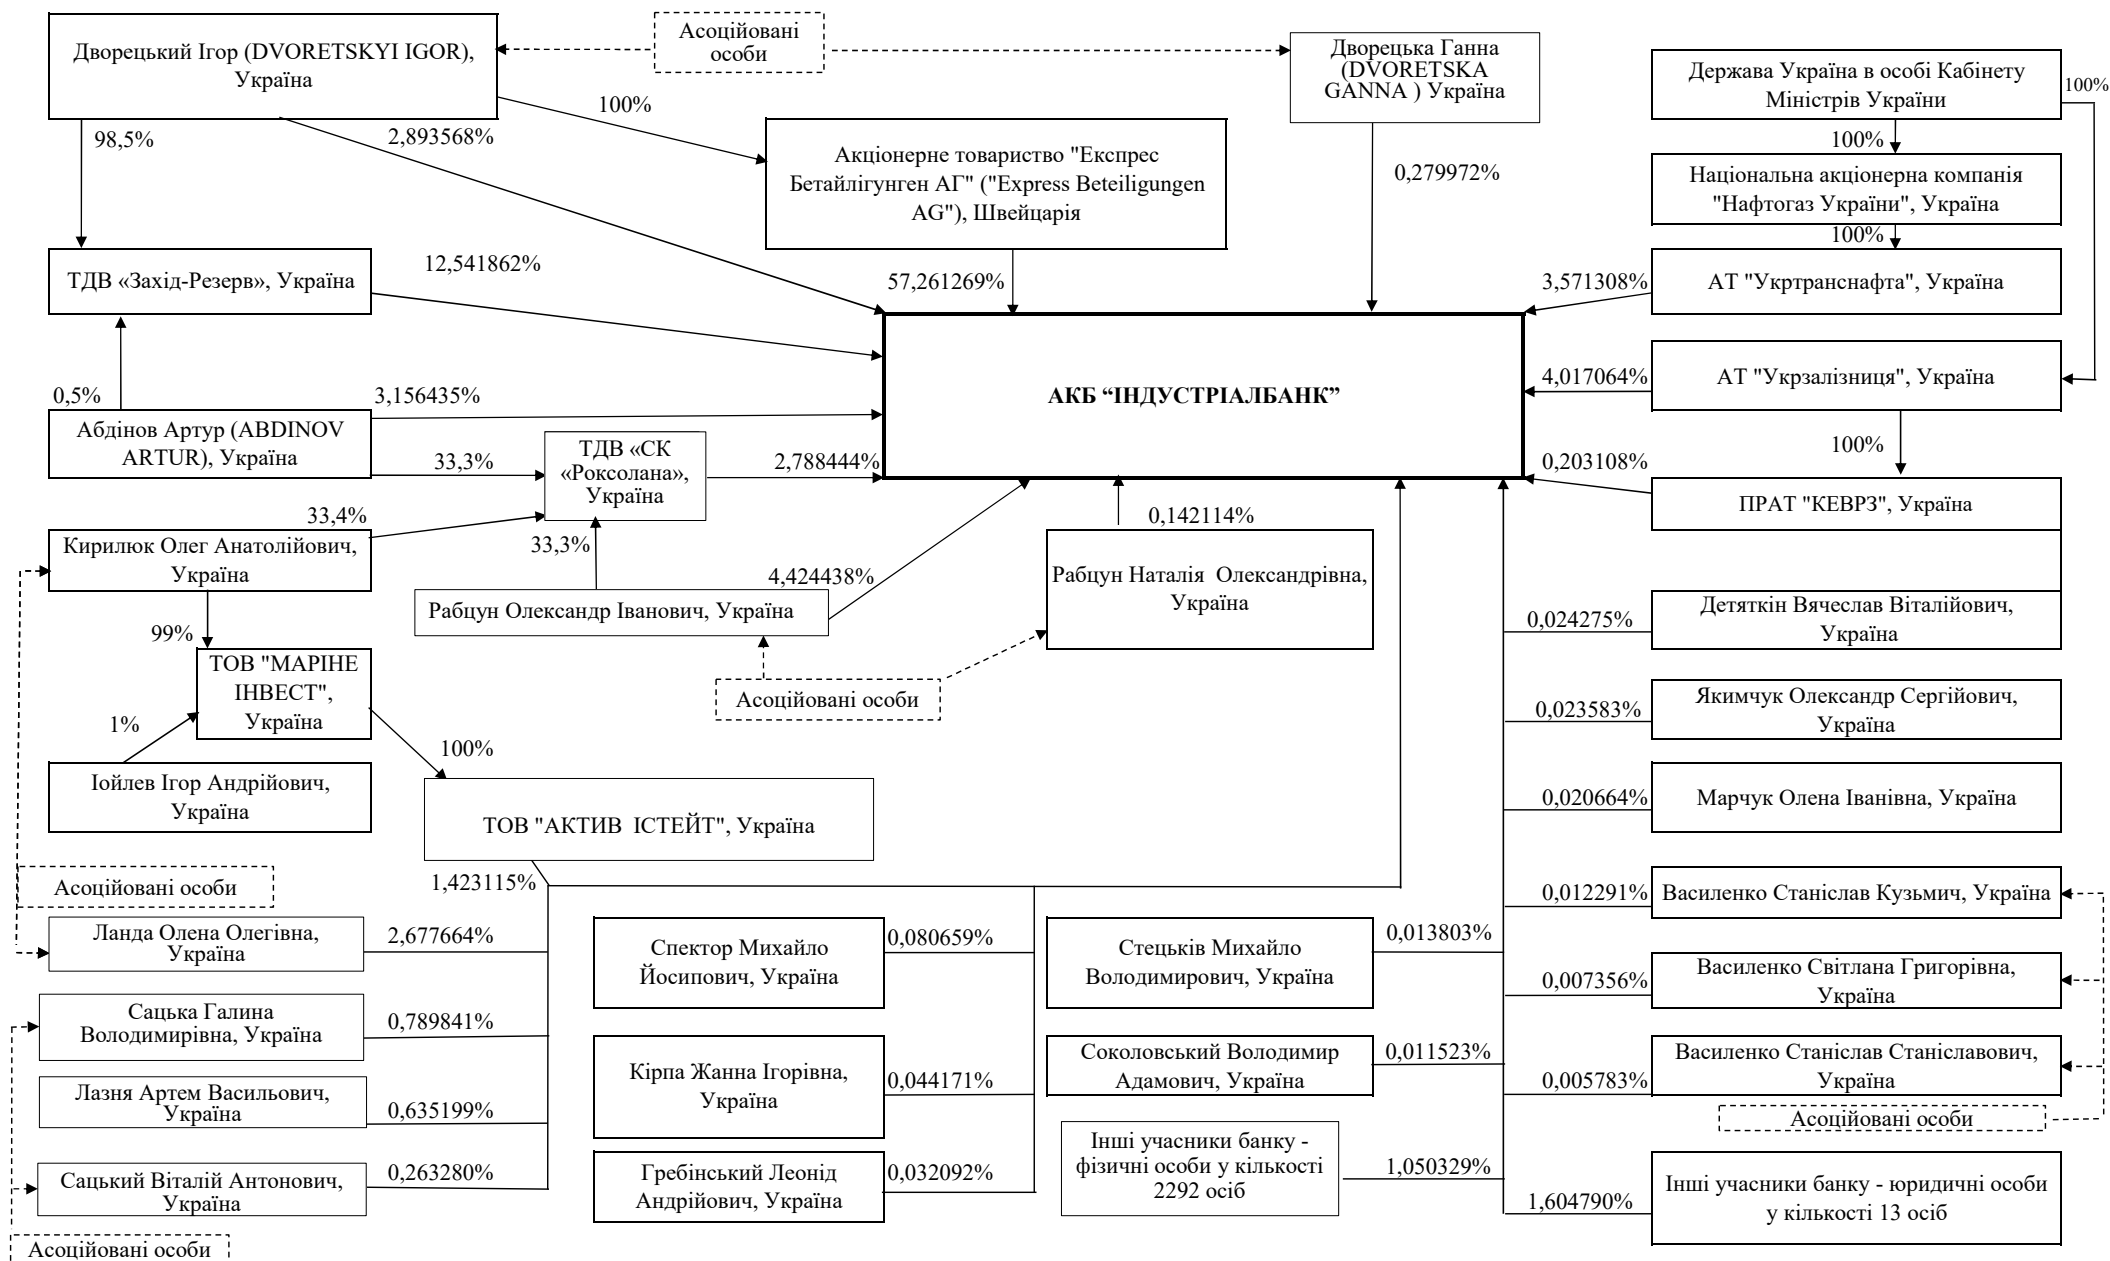 Асоційовані
особи
Дворецький Ігор (DVORETSKYI IGOR),
Україна
Дворецька Ганна
(DVORETSKA
GANNA ) Україна
Держава Україна в особі Кабінету
Міністрів України
100%
100%
98,5%
2,893568%
100%
Акціонерне товариство "Експрес
Бетайлігунген АГ" ("Express Beteiligungen
AG"), Швейцарія
0,279972%
Національна акціонерна компанія
"Нафтогаз України", Україна
100%
ТДВ «Захід-Резерв», Україна
12,541862%
57,261269%
3,571308%
АТ "Укртранснафта", Україна
АКБ “ІНДУСТРІАЛБАНК”
4,017064%
АТ "Укрзалізниця", Україна
0,5%
3,156435%
Абдінов Артур (ABDINOV
ARTUR), Україна
33,3%
ТДВ «СК
«Роксолана»,
Україна
2,788444%
100%
0,203108%
ПРАТ "КЕВРЗ", Україна
33,4%
Кирилюк Олег Анатолійович,
Україна
33,3%
0,142114%
Рабцун Наталія  Олександрівна,
Україна
4,424438%
Рабцун Олександр Іванович, Україна
0,024275%
Детяткін Вячеслав Віталійович,
Україна
99%
ТОВ "МАРІНЕ
ІНВЕСТ",
Україна
Асоційовані особи
0,023583%
Якимчук Олександр Сергійович,
Україна
1%
100%
Іойлев Ігор Андрійович,
Україна
ТОВ "АКТИВ  ІСТЕЙТ", Україна
0,020664%
Марчук Олена Іванівна, Україна
Асоційовані особи
1,423115%
0,012291%
Василенко Станіслав Кузьмич, Україна
Ланда Олена Олегівна,
Україна
2,677664%
Спектор Михайло
Йосипович, Україна
0,080659%
Стецьків Михайло
Володимирович, Україна
0,013803%
0,007356%
Василенко Світлана Григорівна,
Україна
Сацька Галина
Володимирівна, Україна
0,789841%
Кірпа Жанна Ігорівна,
Україна
0,044171%
Соколовський Володимир
Адамович, Україна
0,011523%
0,005783%
Василенко Станіслав Станіславович,
Україна
Лазня Артем Васильович,
Україна
0,635199%
Асоційовані особи
Сацький Віталій Антонович,
Україна
0,263280%
Гребінський Леонід
Андрійович, Україна
0,032092%
Інші учасники банку -
фізичні особи у кількості
2292 осіб
1,050329%
1,604790%
Інші учасники банку - юридичні особи
у кількості 13 осіб
Асоційовані особи